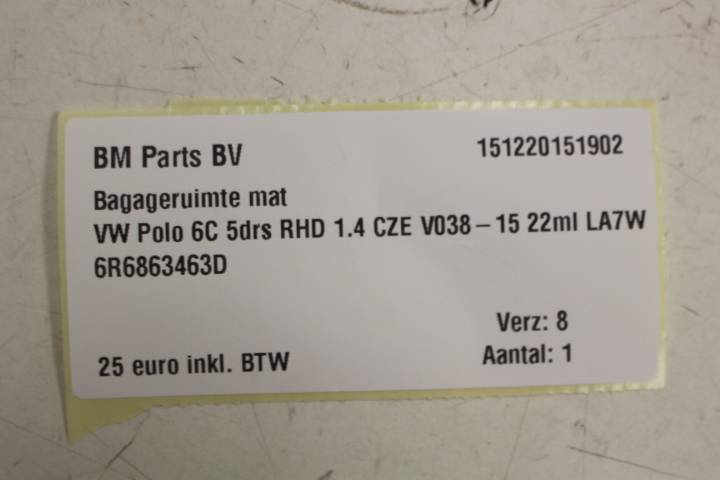 BM Parts BV 151220151902
Bagageruimte mat
VW Polo 6C 5drs RHD 1.4 CZE V038 – 15 22ml LA7W
6R6863463D
Verz: 8
25 euro inkl. BTW Aantal: 1